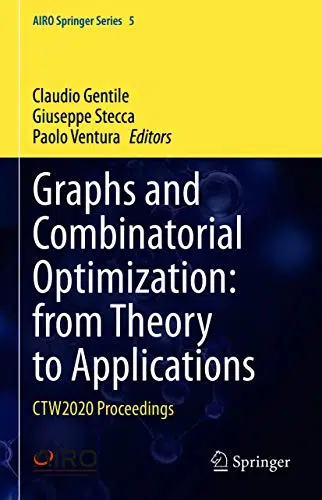 AIRO Springer Series 5
Claudio Gentile
Giuseppe Stecca
Paolo Ventura Editors
Graphs and
Combinatorial
Optimization:
from Theory
to Applications
CTW2020 Proceedings
AIRO
Springer